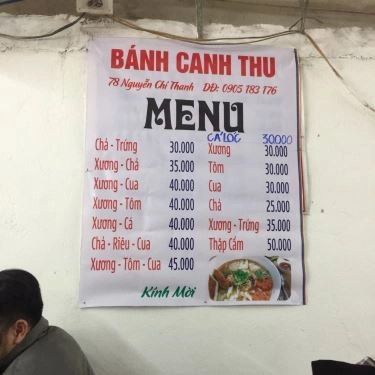 BÁNH CANH THU
78 Nguyễn Chí Thanh DĐ: 0905 183 176
MENU
CÁ LÓC 30000
Chả - Trứng 30.000
Xương - Chả 35.000
Xương - Cua 40.000
Xương - Tôm 40.000
Xương - Cá 40.000
Chả - Riêu - Cua 40.000
Xương - Tôm - Cua 45.000
Xương 30.000
Tôm 30.000
Cua 30.000
Chả 25.000
Xương - Trứng 35.000
Thập Cẩm 50.000
Kính Mời